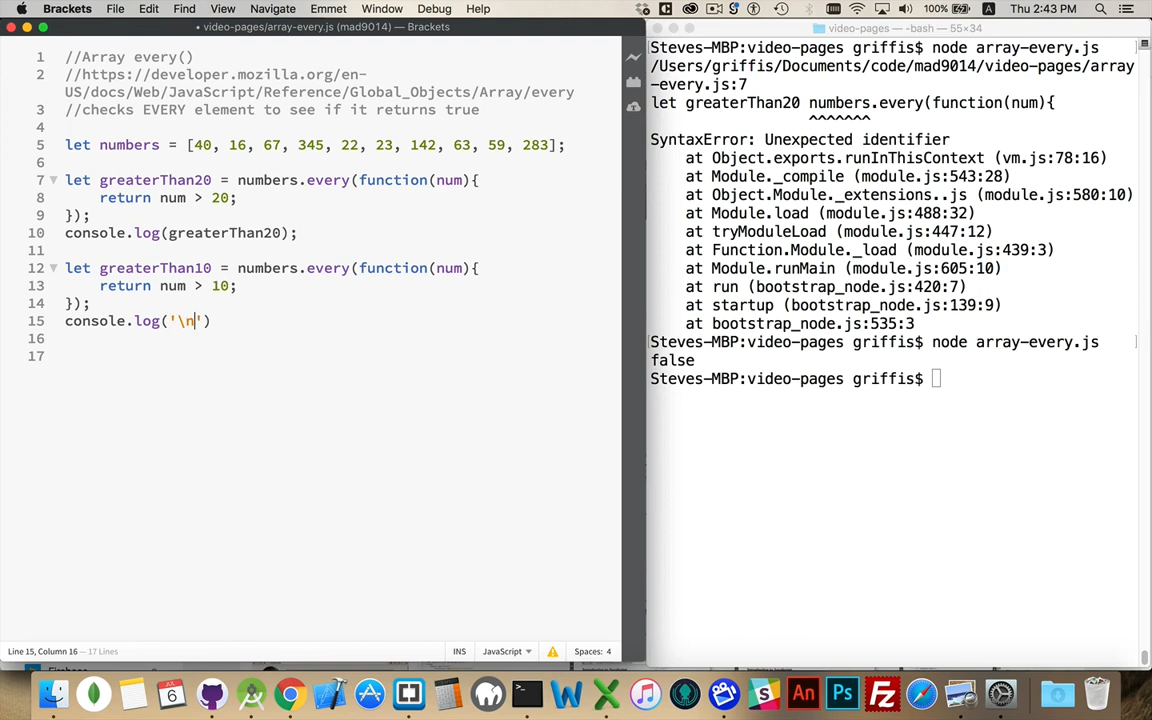 Brackets File Edit Find View Navigate Emmet Window Debug Help 100% A Thu 2:43 PM
• video-pages/array-every.js (mad9014) — Brackets
1 //Array every()
2 //https://developer.mozilla.org/en-
US/docs/Web/JavaScript/Reference/Global_Objects/Array/every
3 //checks EVERY element to see if it returns true
4
5 let numbers = [40, 16, 67, 345, 22, 23, 142, 63, 59, 283];
6
7 let greaterThan20 = numbers.every(function(num){
8 return num > 20;
9 });
10 console.log(greaterThan20);
11
12 let greaterThan10 = numbers.every(function(num){
13 return num > 10;
14 });
15 console.log('\n')
16
17
Line 15, Column 16 — 17 Lines
INS JavaScript Spaces: 4
video-pages — -bash — 55×34
Steves-MBP:video-pages griffis$ node array-every.js
/Users/griffis/Documents/code/mad9014/video-pages/array
-every.js:7
let greaterThan20 numbers.every(function(num){
^^^^^^^
SyntaxError: Unexpected identifier
at Object.exports.runInThisContext (vm.js:78:16)
at Module._compile (module.js:543:28)
at Object.Module._extensions..js (module.js:580:10)
at Module.load (module.js:488:32)
at tryModuleLoad (module.js:447:12)
at Function.Module._load (module.js:439:3)
at Module.runMain (module.js:605:10)
at run (bootstrap_node.js:420:7)
at startup (bootstrap_node.js:139:9)
at bootstrap_node.js:535:3
Steves-MBP:video-pages griffis$ node array-every.js
false
Steves-MBP:video-pages griffis$
6
An
Ps
Fz